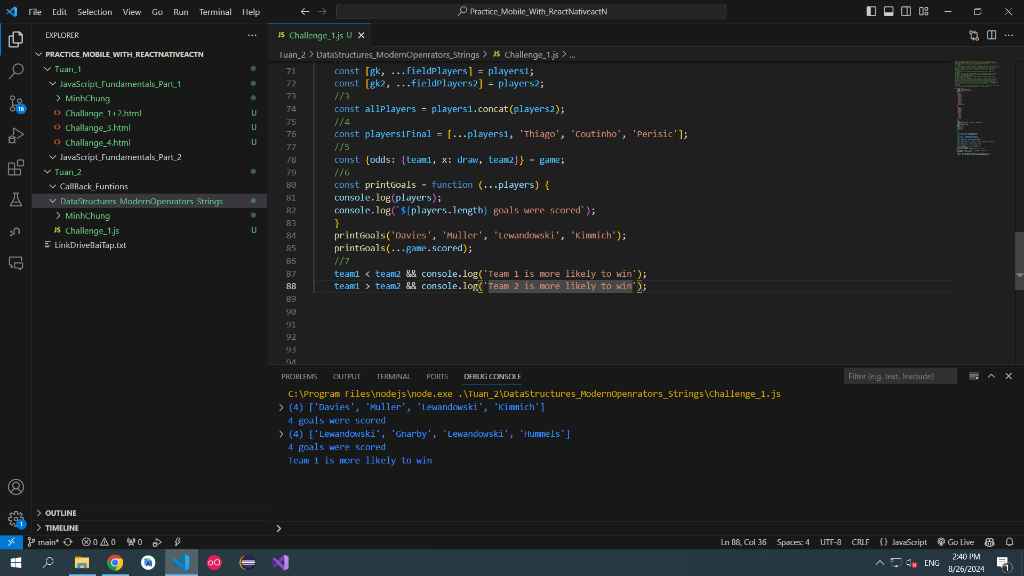 File Edit Selection View Go Run Terminal Help
Practice_Mobile_With_ReactNativeactN
EXPLORER
PRACTICE_MOBILE_WITH_REACTNATIVEACTN
Tuan_1
JavaScript_Fundamentals_Part_1
MinhChung
Challange_1+2.html U
Challange_3.html U
Challange_4.html U
JavaScript_Fundamentals_Part_2
Tuan_2
CallBack_Funtions
DataStructures_ModernOpenrators_Strings
MinhChung
JS Challenge_1.js U
LinkDriveBaiTap.txt
OUTLINE
TIMELINE
JS Challenge_1.js U
Tuan_2 > DataStructures_ModernOpenrators_Strings > JS Challenge_1.js > ...
71 const [gk, ...fieldPlayers] = players1;
72 const [gk2, ...fieldPlayers2] = players2;
73 //3
74 const allPlayers = players1.concat(players2);
75 //4
76 const players1Final = [...players1, 'Thiago', 'Coutinho', 'Perisic'];
77 //5
78 const {odds: {team1, x: draw, team2}} = game;
79 //6
80 const printGoals = function (...players) {
81 console.log(players);
82 console.log(`${players.length} goals were scored`);
83 }
84 printGoals('Davies', 'Muller', 'Lewandowski', 'Kimmich');
85 printGoals(...game.scored);
86 //7
87 team1 < team2 && console.log('Team 1 is more likely to win');
88 team1 > team2 && console.log('Team 2 is more likely to win');
89
90
91
92
93
94
PROBLEMS OUTPUT TERMINAL PORTS DEBUG CONSOLE
Filter (e.g. text, !exclude)
C:\Program Files\nodejs\node.exe .\Tuan_2\DataStructures_ModernOpenrators_Strings\Challenge_1.js
(4) ['Davies', 'Muller', 'Lewandowski', 'Kimmich']
4 goals were scored
(4) ['Lewandowski', 'Gnarby', 'Lewandowski', 'Hummels']
4 goals were scored
Team 1 is more likely to win
main* 0 0 0
Ln 88, Col 36 Spaces: 4 UTF-8 CRLF {} JavaScript Go Live
ENG
2:40 PM
8/26/2024